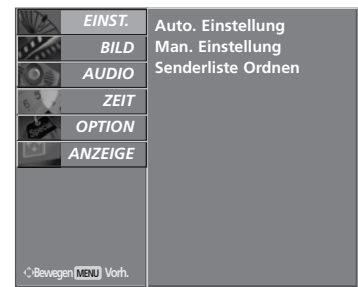 EINST.
BILD
AUDIO
ZEIT
OPTION
ANZEIGE
Bewegen MENU Vorh.
Auto. Einstellung
Man. Einstellung
Senderliste Ordnen